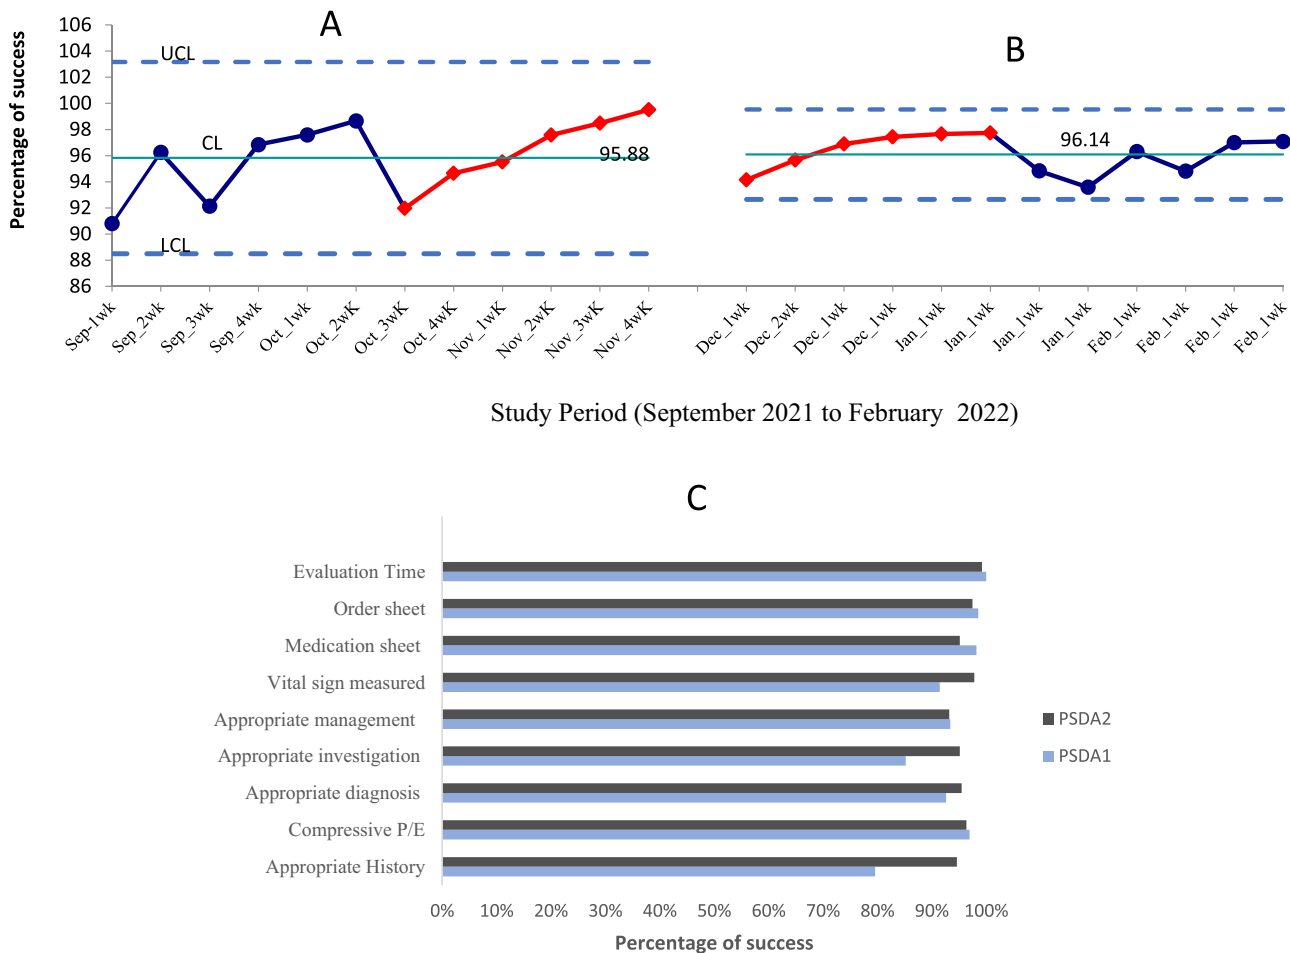 A
B
Percentage of success
106
104
102
100
98
96
94
92
90
88
86
UCL
CL
LCL
95.88
96.14
Sep-1wk
Sep_2wk
Sep_3wk
Sep_4wk
Oct_1wk
Oct_2wK
Oct_3wK
Oct_4wK
Nov_1wK
Nov_2wK
Nov_3wK
Nov_4wK
Dec_1wk
Dec_2wk
Dec_1wk
Dec_1wk
Jan_1wk
Jan_1wk
Jan_1wk
Jan_1wk
Feb_1wk
Feb_1wk
Feb_1wk
Feb_1wk
Study Period (September 2021 to February 2022)
C
Evaluation Time
Order sheet
Medication sheet
Vital sign measured
Appropriate management
Appropriate investigation
Appropriate diagnosis
Compressive P/E
Appropriate History
PSDA2
PSDA1
0% 10% 20% 30% 40% 50% 60% 70% 80% 90% 100%
Percentage of success